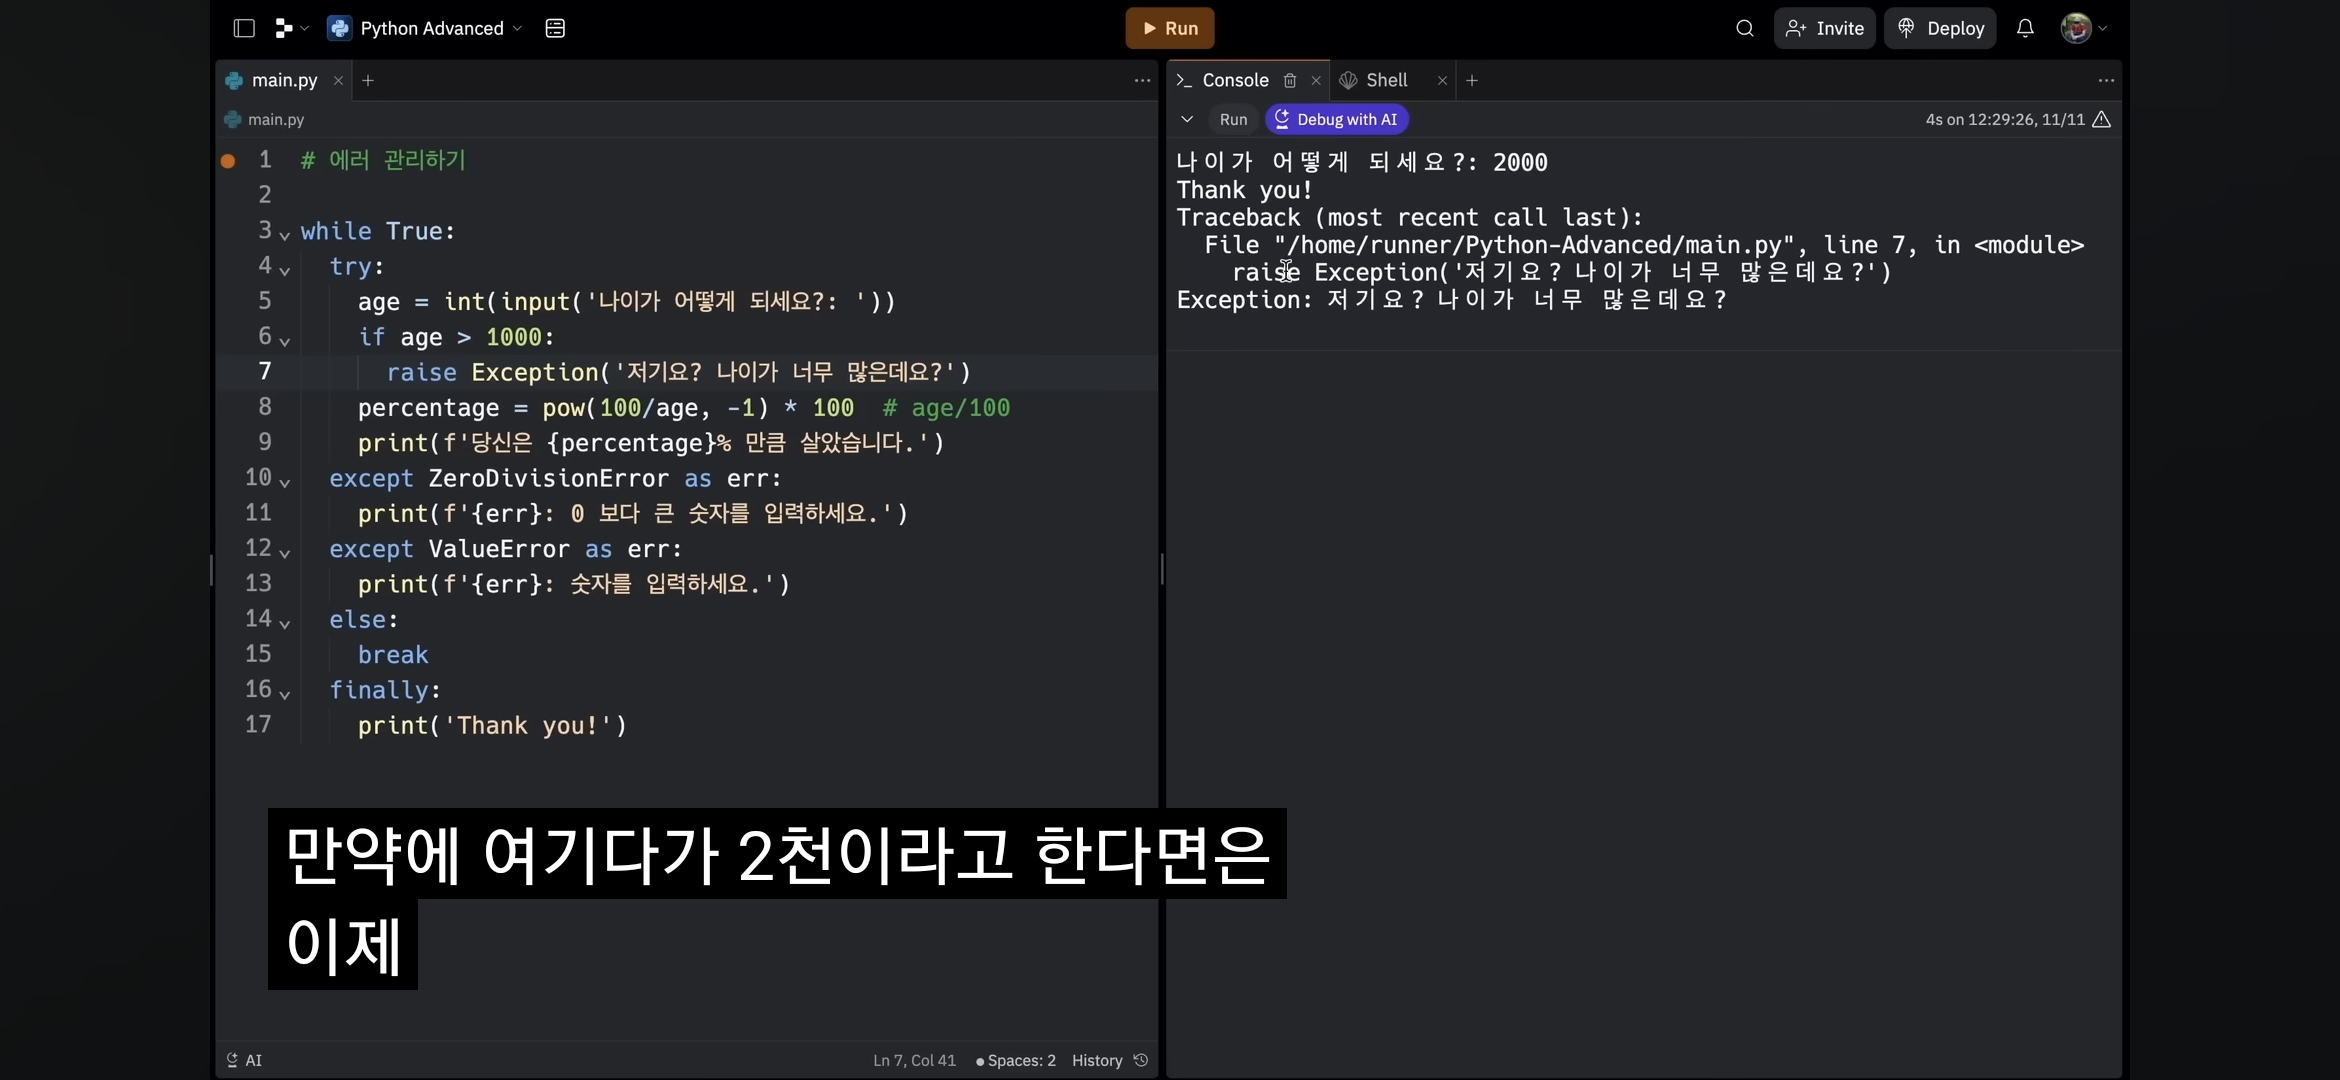 Python Advanced
Run
Invite
Deploy
main.py
main.py
1 # 에러 관리하기
2
3 while True:
4 try:
5 age = int(input('나이가 어떻게 되세요?: '))
6 if age > 1000:
7 raise Exception('저기요? 나이가 너무 많은데요?')
8 percentage = pow(100/age, -1) * 100  # age/100
9 print(f'당신은 {percentage}% 만큼 살았습니다.')
10 except ZeroDivisionError as err:
11 print(f'{err}: 0 보다 큰 숫자를 입력하세요.')
12 except ValueError as err:
13 print(f'{err}: 숫자를 입력하세요.')
14 else:
15 break
16 finally:
17 print('Thank you!')
AI
Ln 7, Col 41
Spaces: 2
History
Console
Shell
Run
Debug with AI
4s on 12:29:26, 11/11
나이가 어떻게 되세요?: 2000
Thank you!
Traceback (most recent call last):
File "/home/runner/Python-Advanced/main.py", line 7, in <module>
raise Exception('저기요? 나이가 너무 많은데요?')
Exception: 저기요? 나이가 너무 많은데요?
만약에 여기다가 2천이라고 한다면은
이제